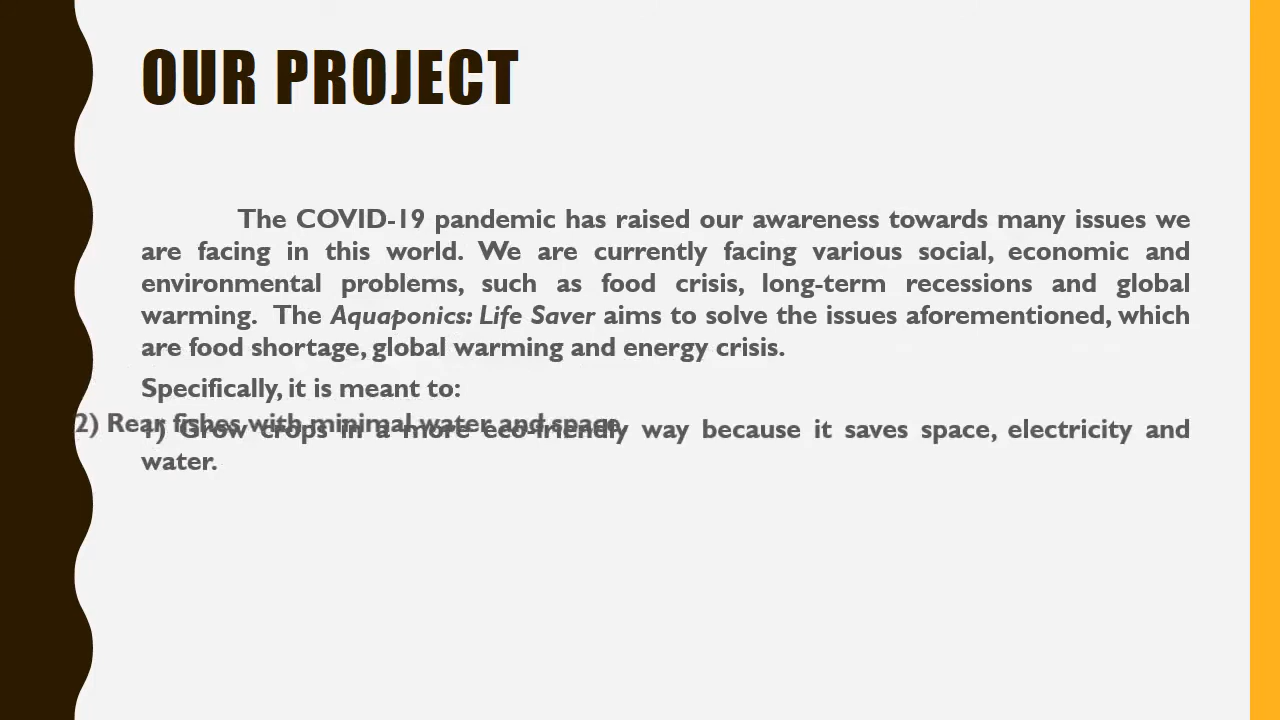 OUR PROJECT
The COVID-19 pandemic has raised our awareness towards many issues we
are facing in this world. We are currently facing various social, economic and
environmental problems, such as food crisis, long-term recessions and global
warming. The Aquaponics: Life Saver aims to solve the issues aforementioned, which
are food shortage, global warming and energy crisis.
Specifically, it is meant to:
1) Grow crops in a more eco-friendly way because it saves space, electricity and
water.
2) Rear fishes with minimal water and space.